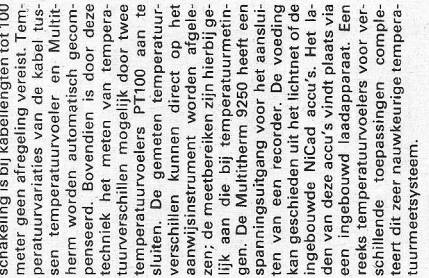 schakeling is bij kabellengten tot 100
meter geen afregeling vereist. Tem-
peratuurvariaties van de kabel tus-
sen temperatuurvoeler en Multit
herm worden automatisch gecom-
penseerd. Bovendien is door deze
techniek het meten van tempera-
tuurverschillen mogelijk door twee
temperatuurvoelers PT100 aan te
sluiten. De gemeten temperatuur-
verschillen kunnen direct op het
aanwijsinstrument worden afgele-
zen; de meetbereiken zijn hierbij ge-
lijk aan die bij temperatuurmetin-
gen. De Multitherm 9250 heeft een
spanningsuitgang voor het aanslui-
ten van een recorder. De voeding
kan geschieden uit het lichtnet of de
ingebouwde NiCad accu's. Het la-
den van deze accu's vindt plaats via
een ingebouwd laadapparaat. Een
reeks temperatuurvoelers voor ver-
schillende toepassingen comple-
teert dit zeer nauwkeurige tempera-
tuurmeetsysteem.